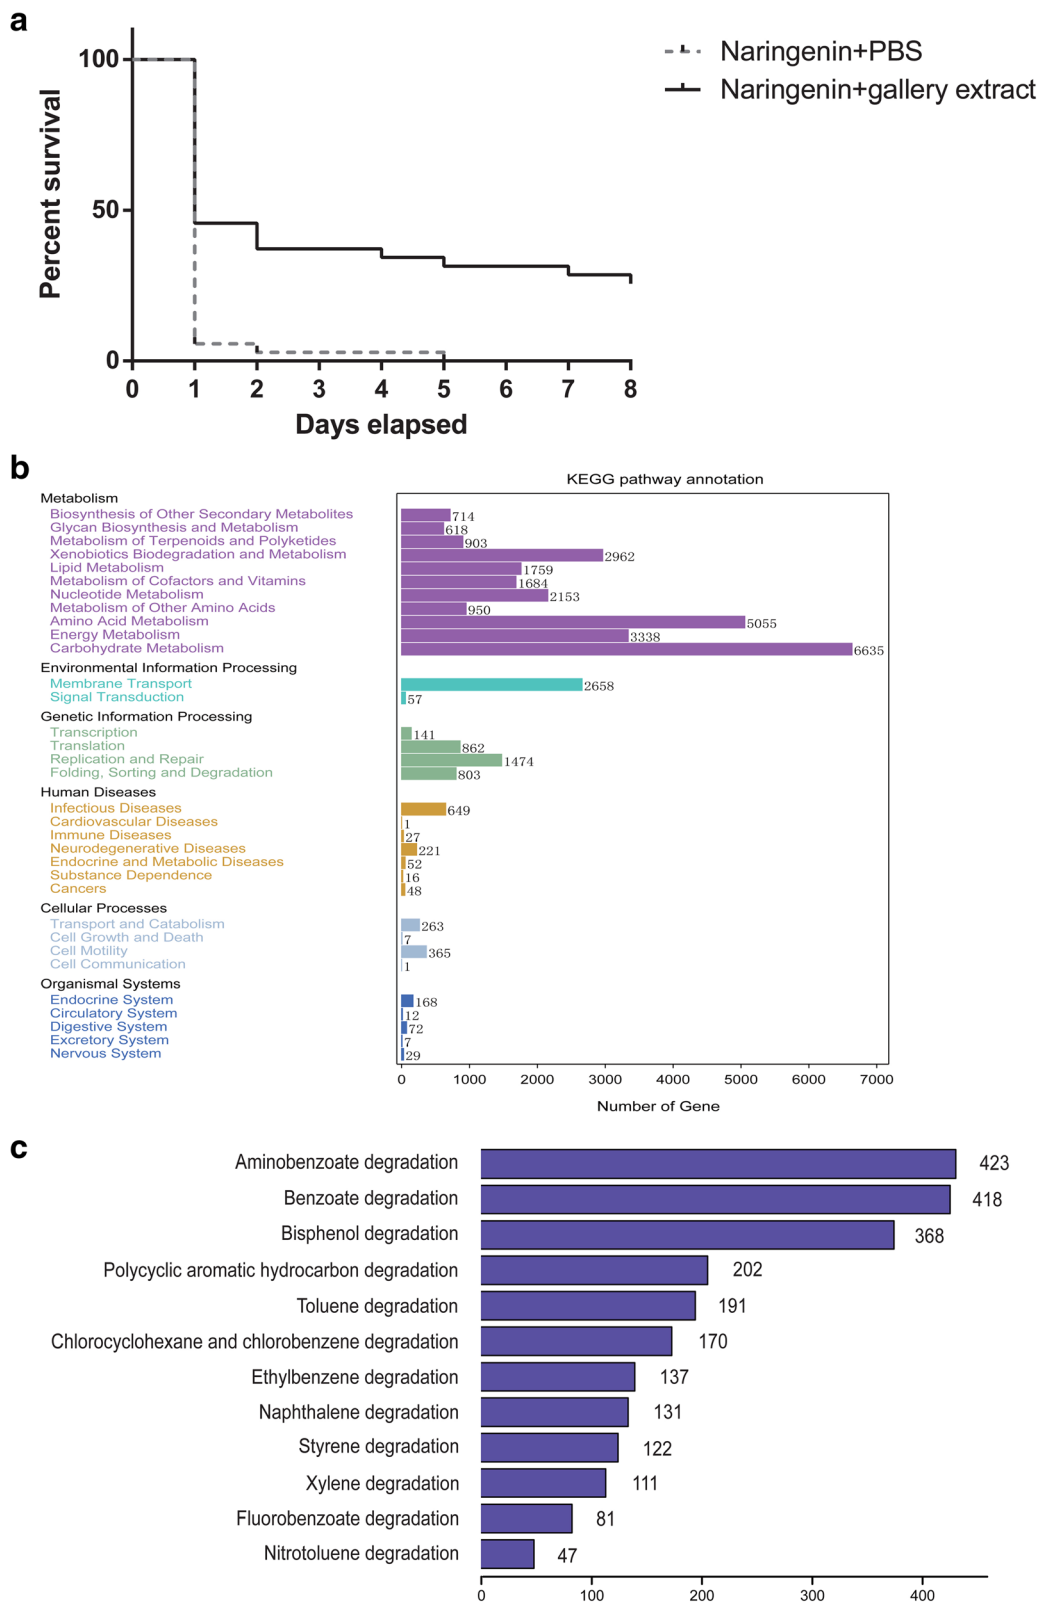 a
100
50
0
Percent survival
0 1 2 3 4 5 6 7 8
Days elapsed
Naringenin+PBS
Naringenin+gallery extract
b
KEGG pathway annotation
Metabolism
Biosynthesis of Other Secondary Metabolites 714
Glycan Biosynthesis and Metabolism 618
Metabolism of Terpenoids and Polyketides 903
Xenobiotics Biodegradation and Metabolism 2962
Lipid Metabolism 1759
Metabolism of Cofactors and Vitamins 1684
Nucleotide Metabolism 2153
Metabolism of Other Amino Acids 950
Amino Acid Metabolism 5055
Energy Metabolism 3338
Carbohydrate Metabolism 6635
Environmental Information Processing
Membrane Transport 2658
Signal Transduction 57
Genetic Information Processing
Transcription 141
Translation 862
Replication and Repair 1474
Folding, Sorting and Degradation 803
Human Diseases
Infectious Diseases 649
Cardiovascular Diseases 1
Immune Diseases 27
Neurodegenerative Diseases 221
Endocrine and Metabolic Diseases 52
Substance Dependence 16
Cancers 48
Cellular Processes
Transport and Catabolism 263
Cell Growth and Death 7
Cell Motility 365
Cell Communication 1
Organismal Systems
Endocrine System 168
Circulatory System 12
Digestive System 72
Excretory System 7
Nervous System 29
0 1000 2000 3000 4000 5000 6000 7000
Number of Gene
c
Aminobenzoate degradation 423
Benzoate degradation 418
Bisphenol degradation 368
Polycyclic aromatic hydrocarbon degradation 202
Toluene degradation 191
Chlorocyclohexane and chlorobenzene degradation 170
Ethylbenzene degradation 137
Naphthalene degradation 131
Styrene degradation 122
Xylene degradation 111
Fluorobenzoate degradation 81
Nitrotoluene degradation 47
0 100 200 300 400